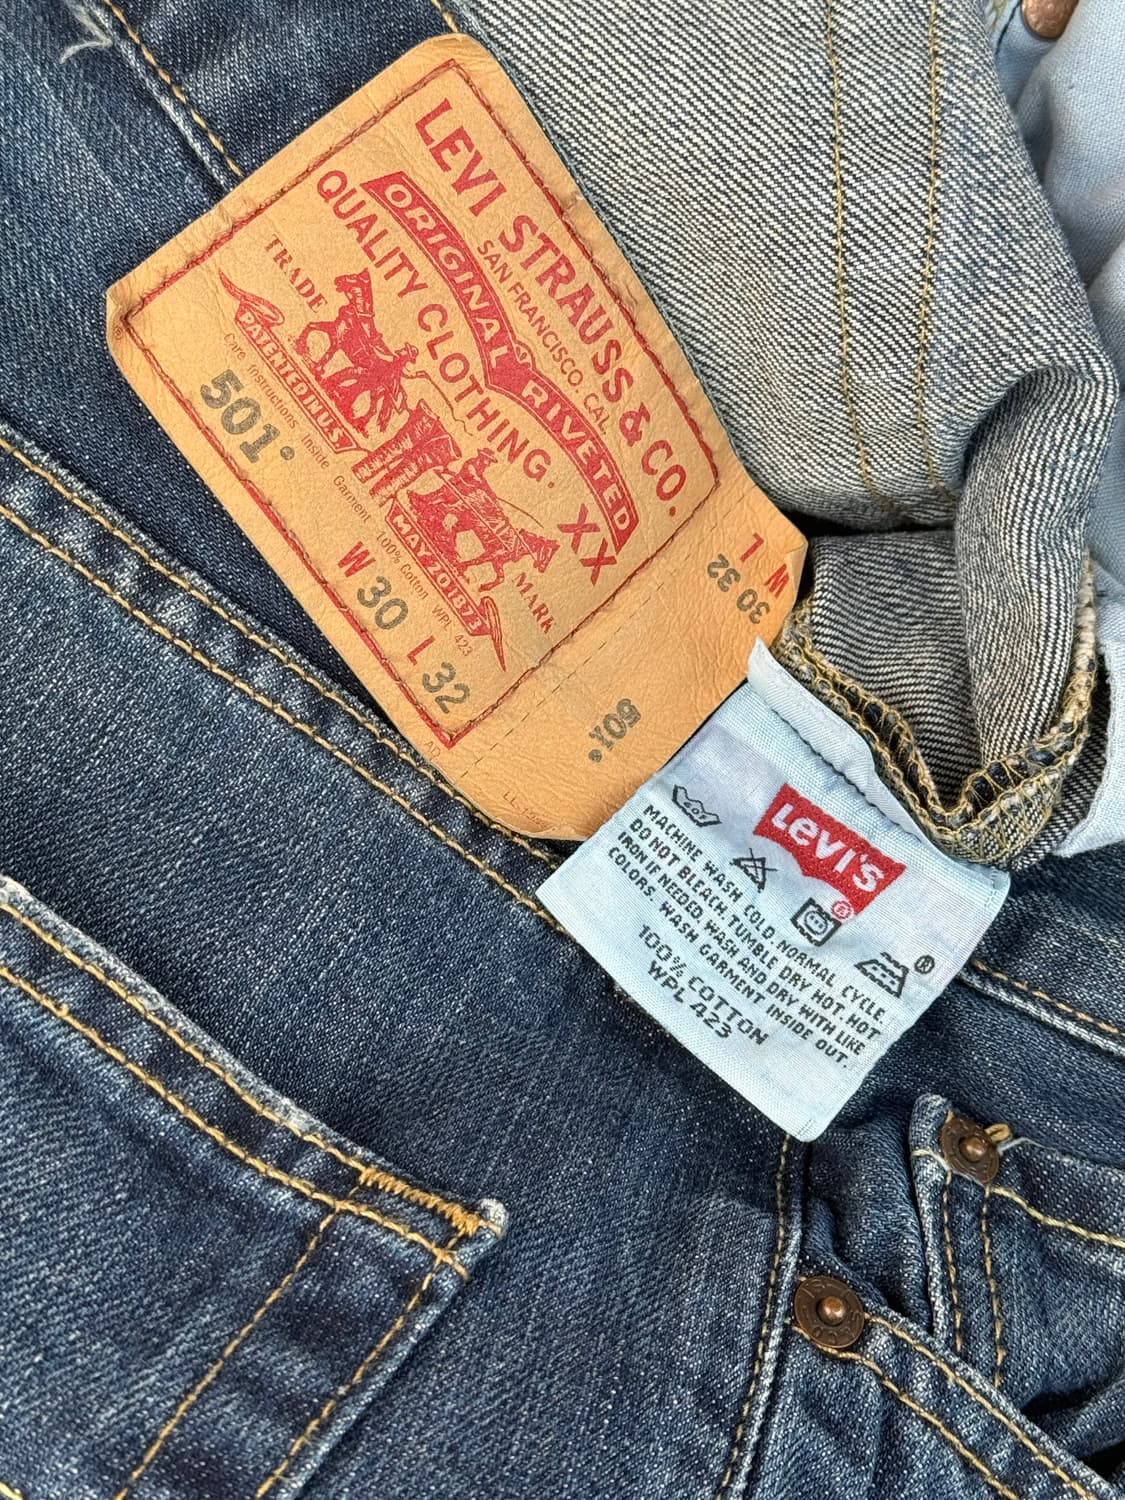 LEVI STRAUSS & CO.
SAN FRANCISCO. CAL.
ORIGINAL RIVETED
QUALITY CLOTHING. XX
TRADE MARK
PATENTED IN U.S.
MAY 20 1873
Care Instructions Inside Garment 100% Cotton WPL 423
501®
W 30 L 32
W L
30 32
501®
LEVI'S
®
MACHINE WASH COLD. NORMAL CYCLE.
DO NOT BLEACH. TUMBLE DRY HOT. HOT
IRON IF NEEDED. WASH AND DRY WITH LIKE
COLORS. WASH GARMENT INSIDE OUT.
100% COTTON
WPL 423
®